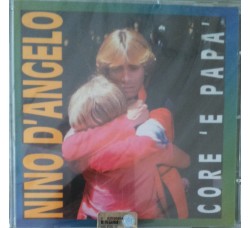 NINO D'ANGELO
CORE 'E PAPA'